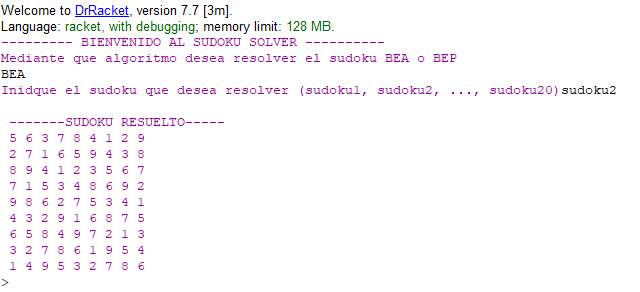 Welcome to DrRacket, version 7.7 [3m].
Language: racket, with debugging; memory limit: 128 MB.
--------- BIENVENIDO AL SUDOKU SOLVER ----------
Mediante que algoritmo desea resolver el sudoku BEA o BEP
BEA
Inidque el sudoku que desea resolver (sudoku1, sudoku2, ..., sudoku20)sudoku2
-------SUDOKU RESUELTO-----
5 6 3 7 8 4 1 2 9
2 7 1 6 5 9 4 3 8
8 9 4 1 2 3 5 6 7
7 1 5 3 4 8 6 9 2
9 8 6 2 7 5 3 4 1
4 3 2 9 1 6 8 7 5
6 5 8 4 9 7 2 1 3
3 2 7 8 6 1 9 5 4
1 4 9 5 3 2 7 8 6
>